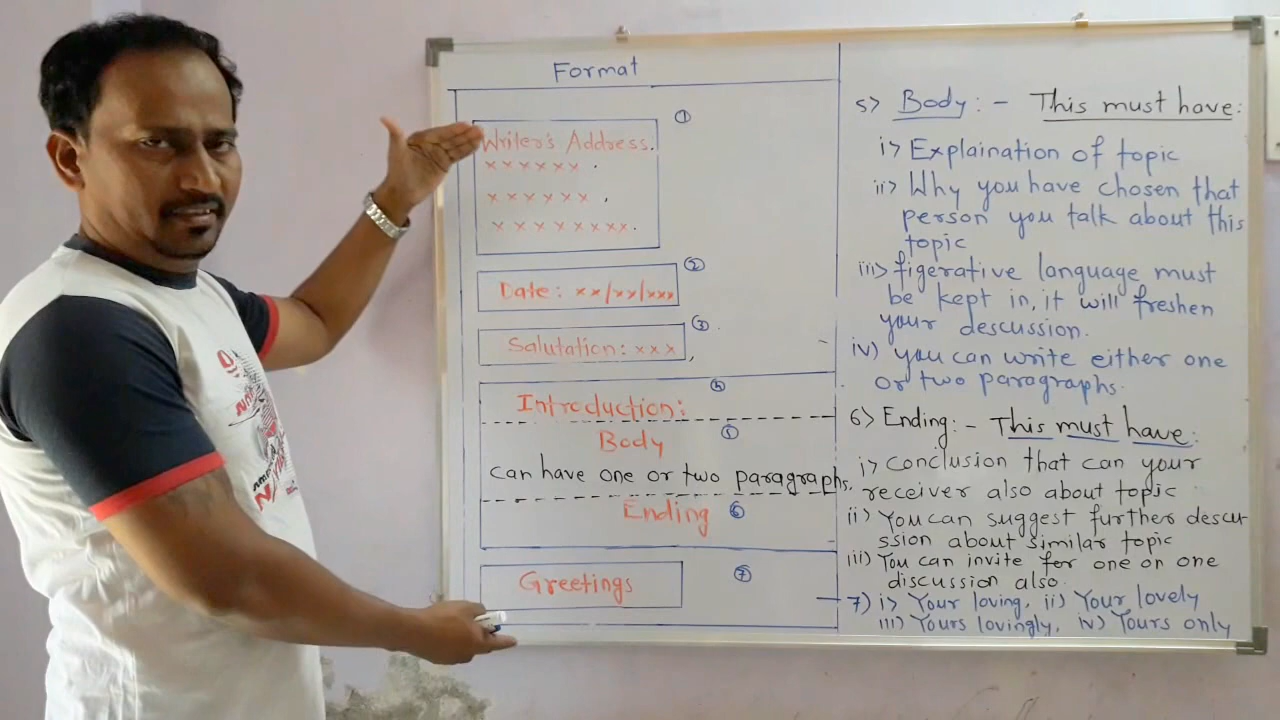 Format
①
Writer's Address.
×××××× .
×××××× ,
×××××××× .
②
Date: ××/××/×××
③
Salutation: ××× ,
④
Introduction:
Body ⑤
can have one or two paragraphs.
Ending ⑥
Greetings ⑦
5> Body:- This must have:
i> Explaination of topic
ii> Why you have chosen that
person you talk about this
topic
iii> figerative language must
be kept in, it will freshen
your descussion.
iv) you can write either one
or two paragraphs.
6> Ending:- This must have:
i> conclusion that can your
receiver also about topic
ii) You can suggest further descu-
ssion about similar topic
iii) You can invite for one on one
discussion also.
7) i> Your loving, ii) Your lovely
iii) Yours lovingly, iv) Yours only